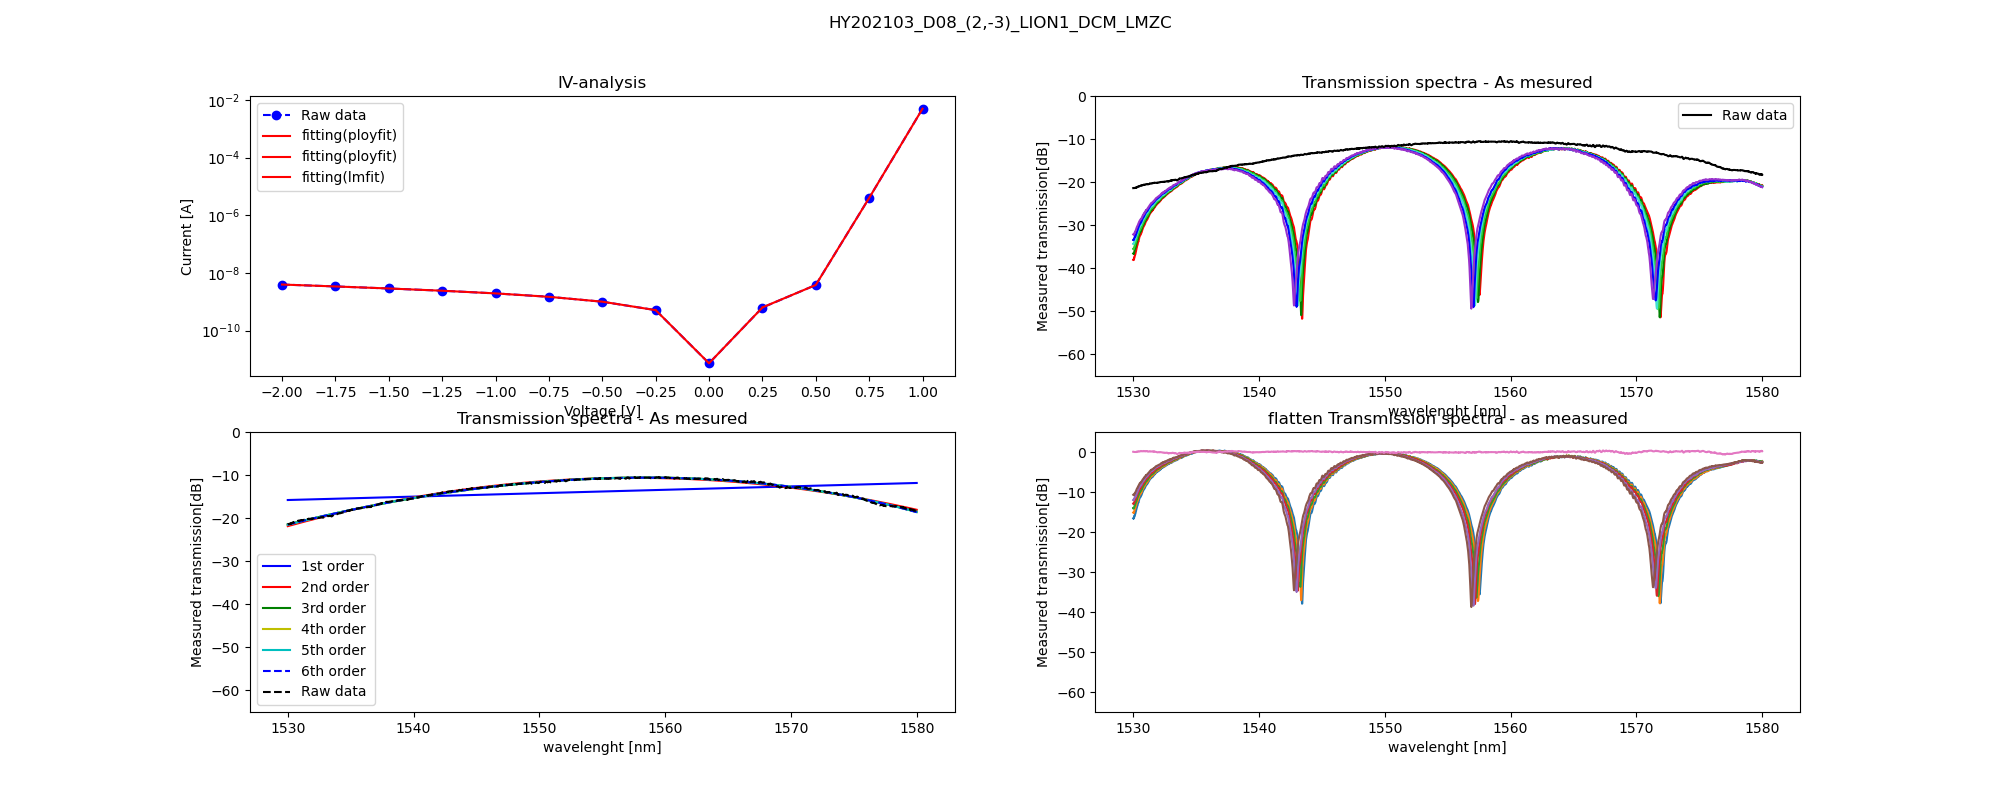 HY202103_D08_(2,-3)_LION1_DCM_LMZC
IV-analysis
10⁻²
10⁻⁴
10⁻⁶
10⁻⁸
10⁻¹⁰
Current [A]
Raw data
fitting(ployfit)
fitting(ployfit)
fitting(lmfit)
−2.00 −1.75 −1.50 −1.25 −1.00 −0.75 −0.50 −0.25 0.00 0.25 0.50 0.75 1.00
Voltage [V]
Transmission spectra - As mesured
0
−10
−20
−30
−40
−50
−60
Measured transmission[dB]
Raw data
1530 1540 1550 1560 1570 1580
wavelenght [nm]
Transmission spectra - As mesured
0
−10
−20
−30
−40
−50
−60
Measured transmission[dB]
1st order
2nd order
3rd order
4th order
5th order
6th order
Raw data
1530 1540 1550 1560 1570 1580
wavelenght [nm]
flatten Transmission spectra - as measured
0
−10
−20
−30
−40
−50
−60
Measured transmission[dB]
1530 1540 1550 1560 1570 1580
wavelenght [nm]